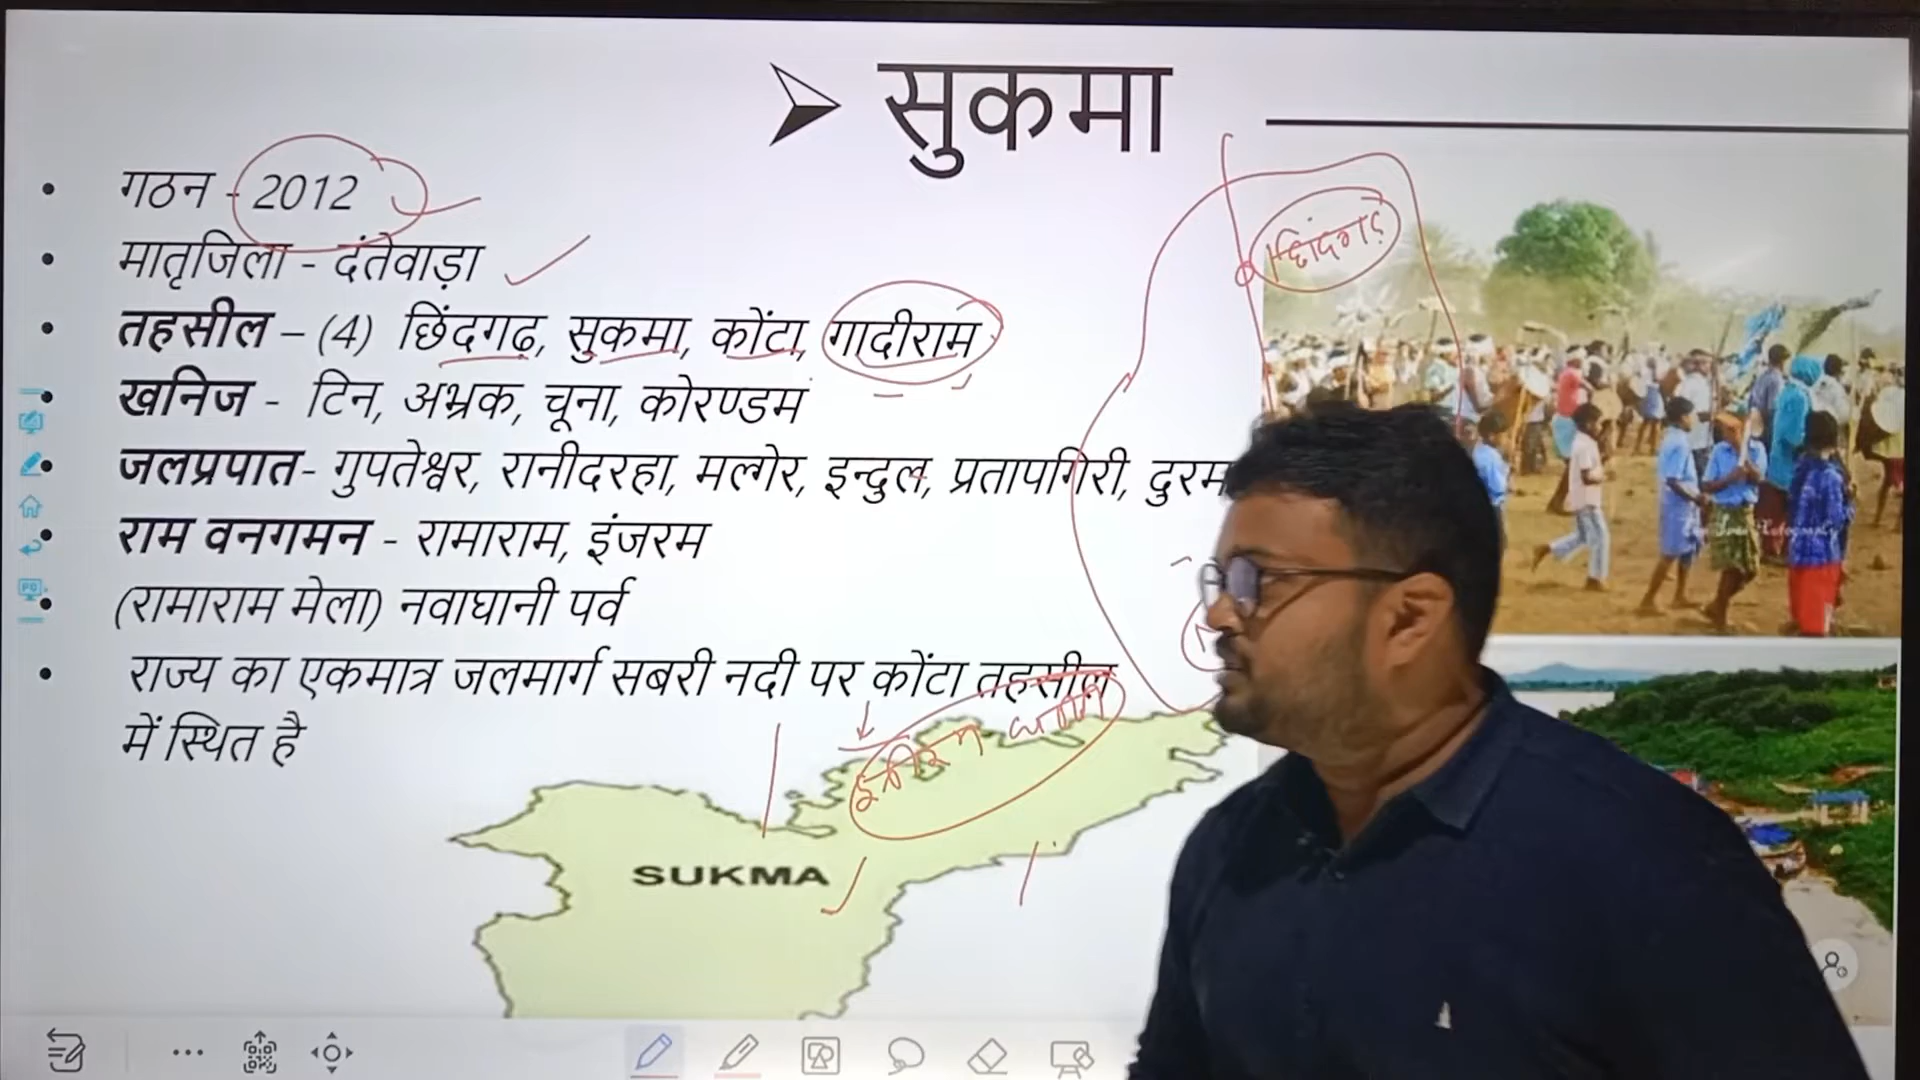 सुकमा
गठन - 2012
मातृजिला - दंतेवाड़ा
तहसील – (4) छिंदगढ़, सुकमा, कोंटा, गादीराम
खनिज - टिन, अभ्रक, चूना, कोरण्डम
जलप्रपात- गुपतेश्वर, रानीदरहा, मल्गेर, इन्दुल, प्रतापगिरी,
राम वनगमन - रामाराम, इंजरम
(रामाराम मेला) नवाघानी पर्व
राज्य का एकमात्र जलमार्ग सबरी नदी पर कोंटा तहसील
में स्थित है
SUKMA